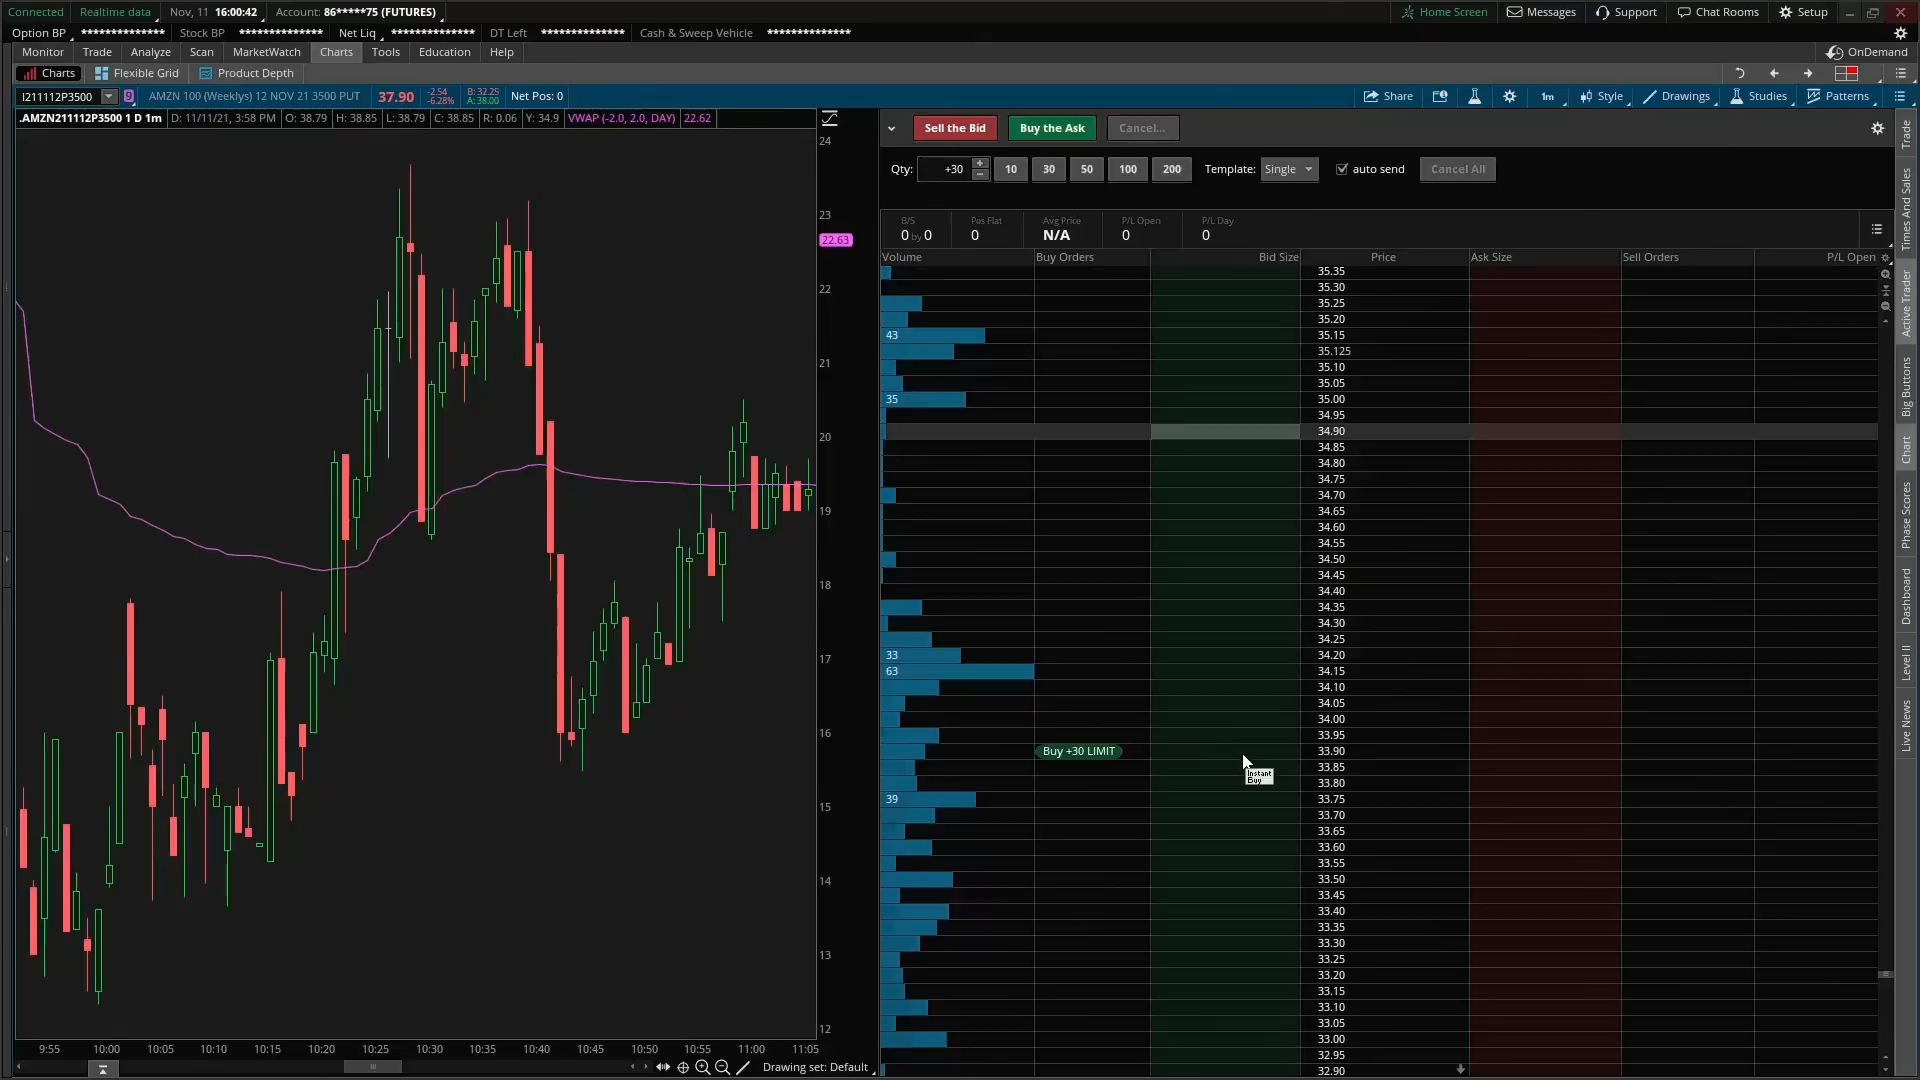 Connected Realtime data Nov, 11 16:00:42 Account: 86*****75 (FUTURES) Home Screen Messages Support Chat Rooms Setup
Option BP ************** Stock BP ************** Net Liq ************** DT Left ************** Cash & Sweep Vehicle **************
Monitor Trade Analyze Scan MarketWatch Charts Tools Education Help OnDemand
Charts Flexible Grid Product Depth
I211112P3500 9 AMZN 100 (Weeklys) 12 NOV 21 3500 PUT 37.90 -2.54 -6.28% B: 32.25 A: 38.00 Net Pos: 0 Share 1m Style Drawings Studies Patterns
.AMZN211112P3500 1 D 1m D: 11/11/21, 3:58 PM O: 38.79 H: 38.85 L: 38.79 C: 38.85 R: 0.06 Y: 34.9 VWAP (-2.0, 2.0, DAY) 22.62
24
23
22.63
22
21
20
19
18
17
16
15
14
13
12
9:55 10:00 10:05 10:10 10:15 10:20 10:25 10:30 10:35 10:40 10:45 10:50 10:55 11:00 11:05
Drawing set: Default
Sell the Bid Buy the Ask Cancel...
Qty: +30 10 30 50 100 200 Template: Single auto send Cancel All
B/S Pos Flat Avg Price P/L Open P/L Day
0 by 0 0 N/A 0 0
Volume Buy Orders Bid Size Price Ask Size Sell Orders P/L Open
35.35
35.30
35.25
35.20
43 35.15
35.125
35.10
35.05
35 35.00
34.95
34.90
34.85
34.80
34.75
34.70
34.65
34.60
34.55
34.50
34.45
34.40
34.35
34.30
34.25
33 34.20
63 34.15
34.10
34.05
34.00
33.95
Buy +30 LIMIT 33.90
33.85
Instant Buy
33.80
39 33.75
33.70
33.65
33.60
33.55
33.50
33.45
33.40
33.35
33.30
33.25
33.20
33.15
33.10
33.05
33.00
32.95
32.90
Trade
Times And Sales
Active Trader
Big Buttons
Chart
Phase Scores
Dashboard
Level II
Live News